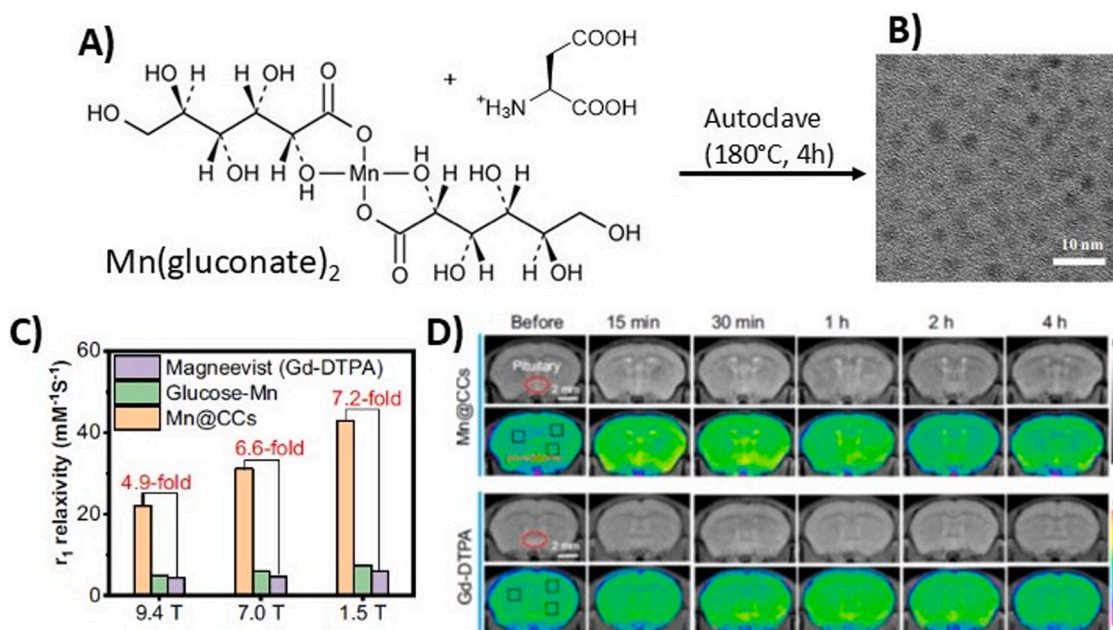 A)
HO H
H OH
O
HO
O
H OH
H O
H
Mn
H
O
H
HO H
O
O
HO H
H OH
OH
+
COOH
⁺H₃N
COOH
Mn(gluconate)₂
Autoclave
(180°C, 4h)
B)
10 nm
C)
r₁ relaxivity (mM⁻¹S⁻¹)
60
40
20
0
Magneevist (Gd-DTPA)
Glucose-Mn
Mn@CCs
4.9-fold
6.6-fold
7.2-fold
9.4 T
7.0 T
1.5 T
D)
Before
15 min
30 min
1 h
2 h
4 h
Mn@CCs
Pituitary
2 mm
Gd-DTPA
2 mm